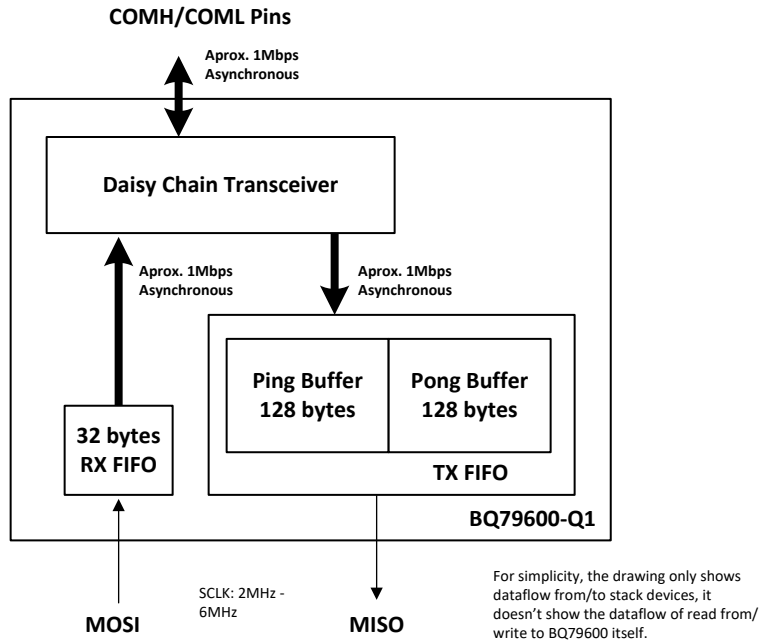 COMH/COML Pins
Aprox. 1Mbps
Asynchronous
Daisy Chain Transceiver
Aprox. 1Mbps
Asynchronous
Aprox. 1Mbps
Asynchronous
Ping Buffer
128 bytes
Pong Buffer
128 bytes
32 bytes
RX FIFO
TX FIFO
BQ79600-Q1
MOSI
SCLK: 2MHz -
6MHz
MISO
For simplicity, the drawing only shows
dataflow from/to stack devices, it
doesn't show the dataflow of read from/
write to BQ79600 itself.